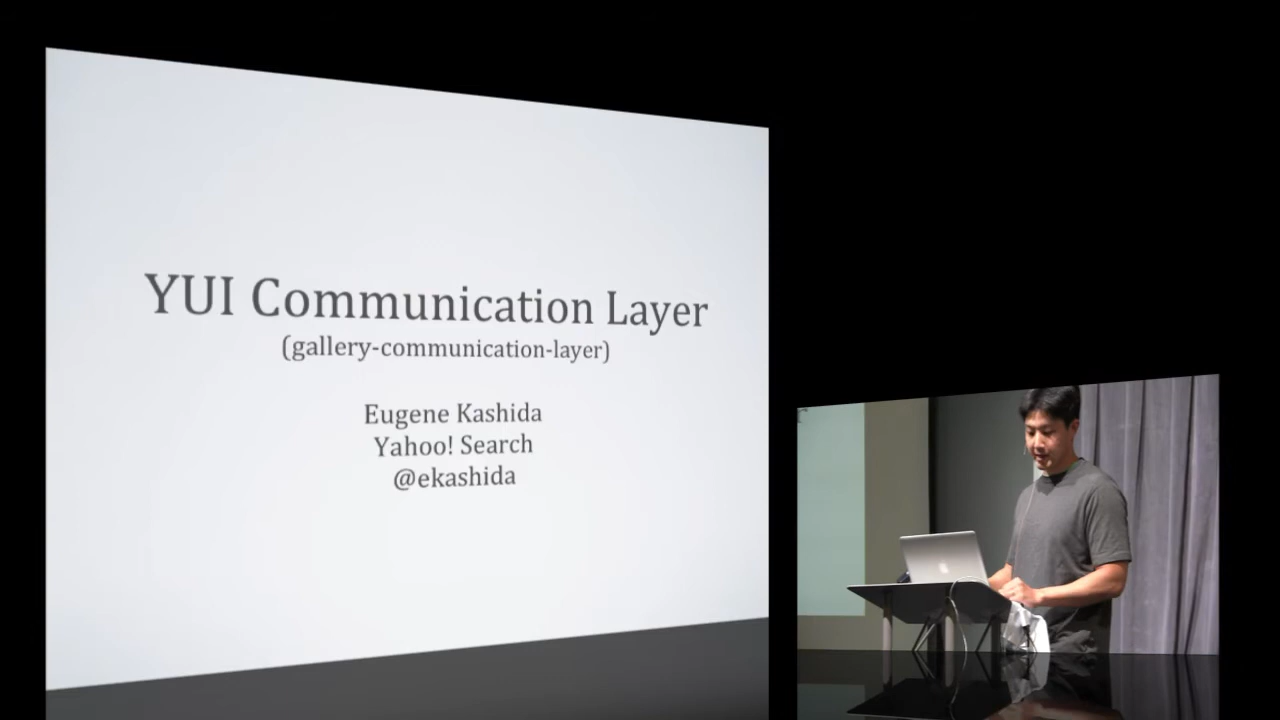 YUI Communication Layer
(gallery-communication-layer)
Eugene Kashida
Yahoo! Search
@ekashida